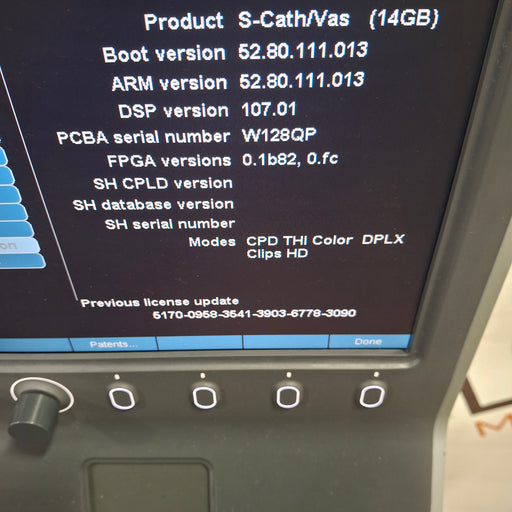 Product S-Cath/Vas (14GB)
Boot version 52.80.111.013
ARM version 52.80.111.013
DSP version 107.01
PCBA serial number W128QP
FPGA versions 0.1b82, 0.fc
SH CPLD version
SH database version
SH serial number
Modes CPD THI Color DPLX
Clips HD
on
Previous license update
5170-0958-3541-3903-6778-3090
Patents... Done
M